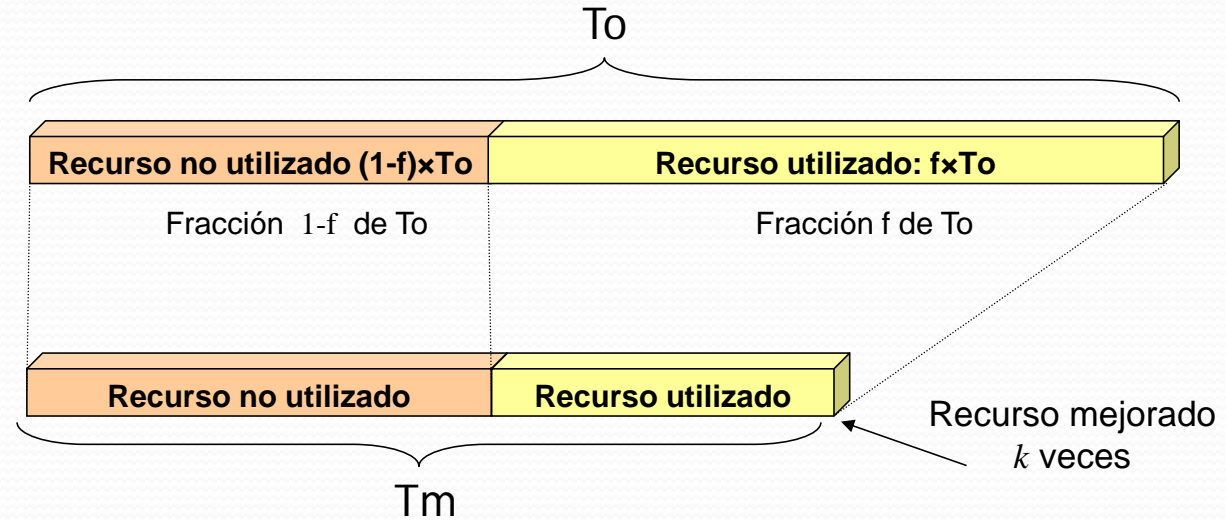 To
Recurso no utilizado (1-f)×To
Recurso utilizado: f×To
Fracción 1-f de To
Fracción f de To
Recurso no utilizado
Recurso utilizado
Recurso mejorado
k veces
Tm